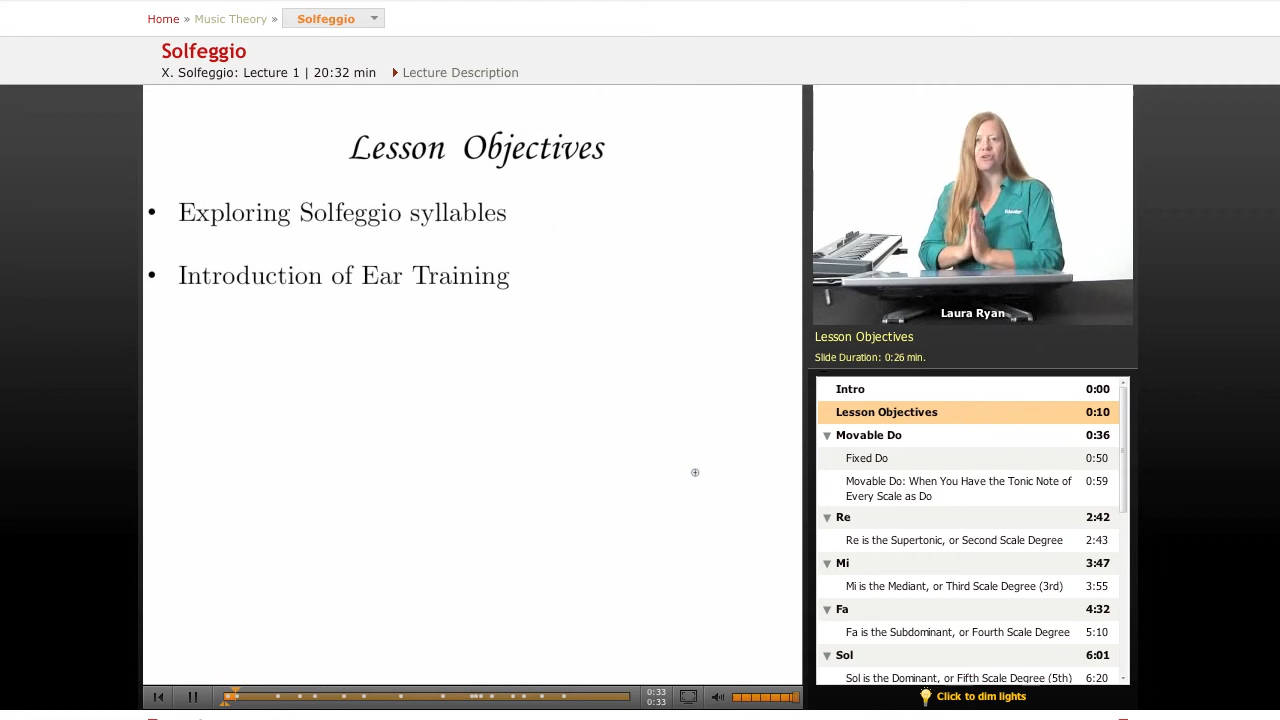 Home » Music Theory » Solfeggio
Solfeggio
X. Solfeggio: Lecture 1 | 20:32 min Lecture Description
Lesson Objectives
• Exploring Solfeggio syllables
• Introduction of Ear Training
Laura Ryan
Lesson Objectives
Slide Duration: 0:26 min.
Intro 0:00
Lesson Objectives 0:10
Movable Do 0:36
Fixed Do 0:50
Movable Do: When You Have the Tonic Note of 0:59
Every Scale as Do
Re 2:42
Re is the Supertonic, or Second Scale Degree 2:43
Mi 3:47
Mi is the Mediant, or Third Scale Degree (3rd) 3:55
Fa 4:32
Fa is the Subdominant, or Fourth Scale Degree 5:10
Sol 6:01
Sol is the Dominant, or Fifth Scale Degree (5th) 6:20
0:33
0:33
Click to dim lights